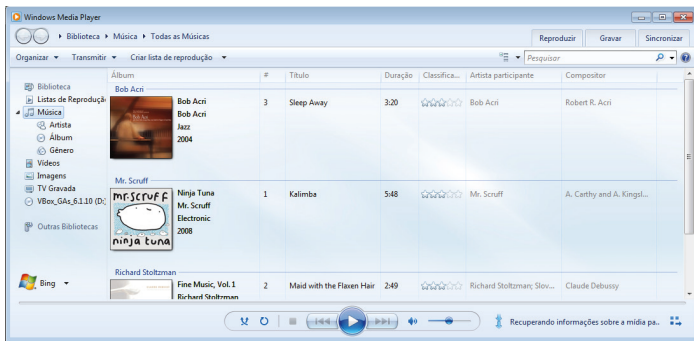 Windows Media Player
Biblioteca ▸ Música ▸ Todas as Músicas
Reproduzir Gravar Sincronizar
Organizar Transmitir Criar lista de reprodução Pesquisar
Álbum # Título Duração Classifica... Artista participante Compositor
Biblioteca
Listas de Reproduçã
Música
Artista
Álbum
Gênero
Vídeos
Imagens
TV Gravada
VBox_GAs_6.1.10 (D:)
Outras Bibliotecas
Bing
Bob Acri
Bob Acri 3 Sleep Away 3:20 Bob Acri Robert R. Acri
Bob Acri
Jazz
2004
Mr. Scruff
mr.scruff
ninja tuna
Ninja Tuna 1 Kalimba 5:48 Mr. Scruff A. Carthy and A. Kingsl...
Mr. Scruff
Electronic
2008
Richard Stoltzman
Fine Music, Vol. 1 2 Maid with the Flaxen Hair 2:49 Richard Stoltzman; Slov... Claude Debussy
Richard Stoltzman
Recuperando informações sobre a mídia pa..